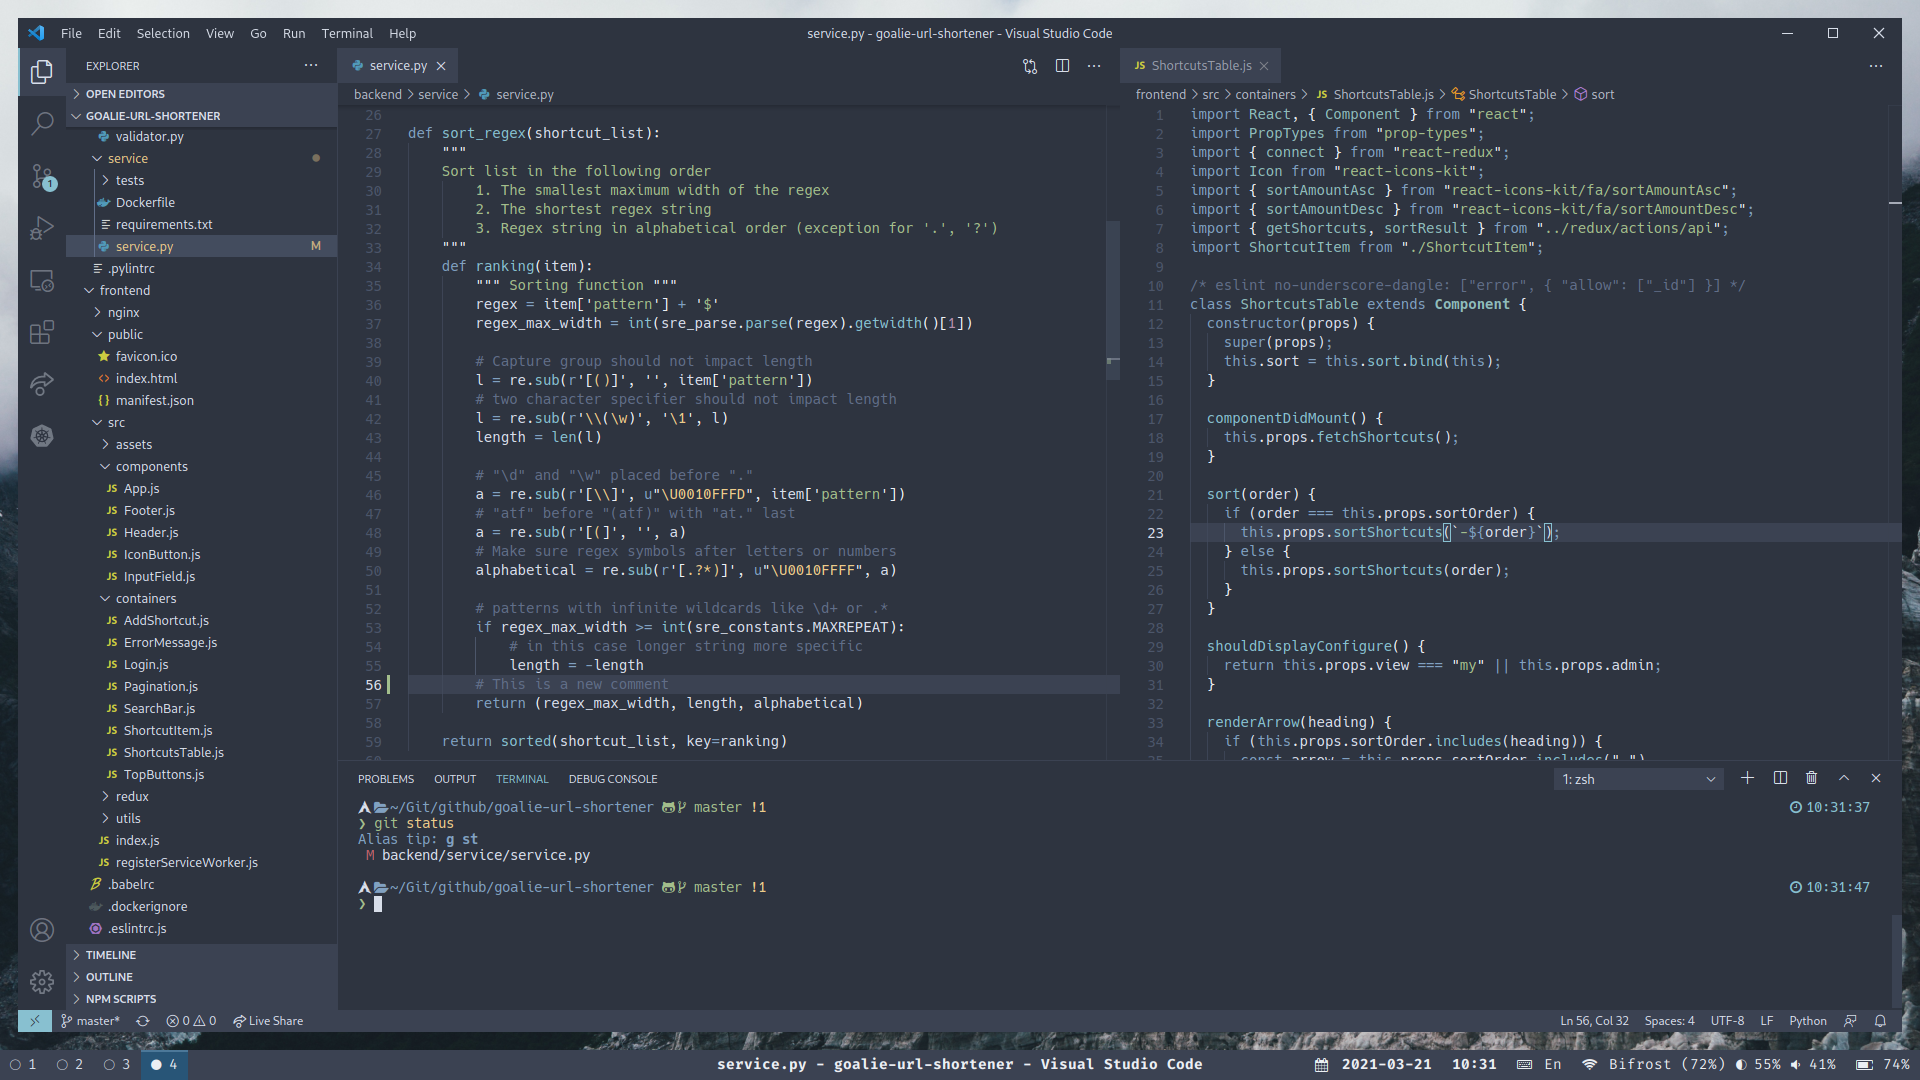 File Edit Selection View Go Run Terminal Help
service.py - goalie-url-shortener - Visual Studio Code
EXPLORER
OPEN EDITORS
GOALIE-URL-SHORTENER
validator.py
service
tests
Dockerfile
requirements.txt
service.py M
.pylintrc
frontend
nginx
public
favicon.ico
index.html
manifest.json
src
assets
components
JS App.js
JS Footer.js
JS Header.js
JS IconButton.js
JS InputField.js
containers
JS AddShortcut.js
JS ErrorMessage.js
JS Login.js
JS Pagination.js
JS SearchBar.js
JS ShortcutItem.js
JS ShortcutsTable.js
JS TopButtons.js
redux
utils
JS index.js
JS registerServiceWorker.js
.babelrc
.dockerignore
.eslintrc.js
TIMELINE
OUTLINE
NPM SCRIPTS
1
service.py
backend > service > service.py
26
27 def sort_regex(shortcut_list):
28 """
29 Sort list in the following order
30 1. The smallest maximum width of the regex
31 2. The shortest regex string
32 3. Regex string in alphabetical order (exception for '.', '?')
33 """
34 def ranking(item):
35 """ Sorting function """
36 regex = item['pattern'] + '$'
37 regex_max_width = int(sre_parse.parse(regex).getwidth()[1])
38
39 # Capture group should not impact length
40 l = re.sub(r'[()]', '', item['pattern'])
41 # two character specifier should not impact length
42 l = re.sub(r'\\(\w)', '\1', l)
43 length = len(l)
44
45 # "\d" and "\w" placed before "."
46 a = re.sub(r'[\\]', u"\U0010FFFD", item['pattern'])
47 # "atf" before "(atf)" with "at." last
48 a = re.sub(r'[(]', '', a)
49 # Make sure regex symbols after letters or numbers
50 alphabetical = re.sub(r'[.?*)]', u"\U0010FFFF", a)
51
52 # patterns with infinite wildcards like \d+ or .*
53 if regex_max_width >= int(sre_constants.MAXREPEAT):
54 # in this case longer string more specific
55 length = -length
56 # This is a new comment
57 return (regex_max_width, length, alphabetical)
58
59 return sorted(shortcut_list, key=ranking)
JS ShortcutsTable.js
frontend > src > containers > JS ShortcutsTable.js > ShortcutsTable > sort
1 import React, { Component } from "react";
2 import PropTypes from "prop-types";
3 import { connect } from "react-redux";
4 import Icon from "react-icons-kit";
5 import { sortAmountAsc } from "react-icons-kit/fa/sortAmountAsc";
6 import { sortAmountDesc } from "react-icons-kit/fa/sortAmountDesc";
7 import { getShortcuts, sortResult } from "../redux/actions/api";
8 import ShortcutItem from "./ShortcutItem";
9
10 /* eslint no-underscore-dangle: ["error", { "allow": ["_id"] }] */
11 class ShortcutsTable extends Component {
12 constructor(props) {
13 super(props);
14 this.sort = this.sort.bind(this);
15 }
16
17 componentDidMount() {
18 this.props.fetchShortcuts();
19 }
20
21 sort(order) {
22 if (order === this.props.sortOrder) {
23 this.props.sortShortcuts(`-${order}`);
24 } else {
25 this.props.sortShortcuts(order);
26 }
27 }
28
29 shouldDisplayConfigure() {
30 return this.props.view === "my" || this.props.admin;
31 }
32
33 renderArrow(heading) {
34 if (this.props.sortOrder.includes(heading)) {
PROBLEMS OUTPUT TERMINAL DEBUG CONSOLE
1: zsh
~/Git/github/goalie-url-shortener master !1 10:31:37
❯ git status
Alias tip: g st
M backend/service/service.py
~/Git/github/goalie-url-shortener master !1 10:31:47
❯
master* 0 0 Live Share
Ln 56, Col 32 Spaces: 4 UTF-8 LF Python
1 2 3 4
service.py - goalie-url-shortener - Visual Studio Code
2021-03-21 10:31 En Bifrost (72%) 55% 41% 74%